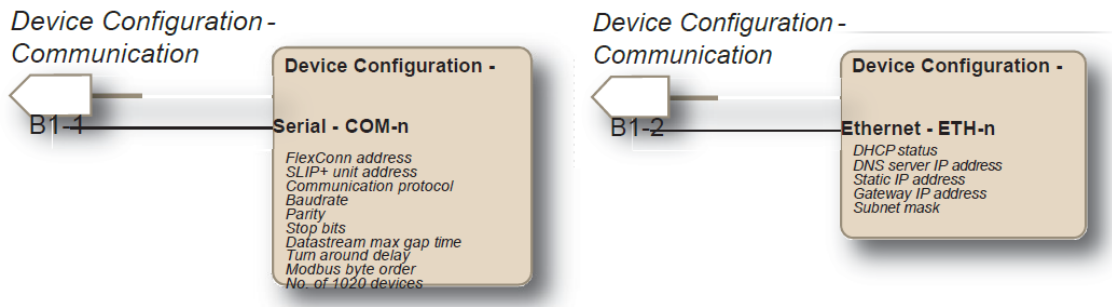 Device Configuration -
Communication
B1-1
Device Configuration -
Serial - COM-n
FlexConn address
SLIP+ unit address
Communication protocol
Baudrate
Parity
Stop bits
Datastream max gap time
Turn around delay
Modbus byte order
No. of 1020 devices
Device Configuration -
Communication
B1-2
Device Configuration -
Ethernet - ETH-n
DHCP status
DNS server IP address
Static IP address
Gateway IP address
Subnet mask